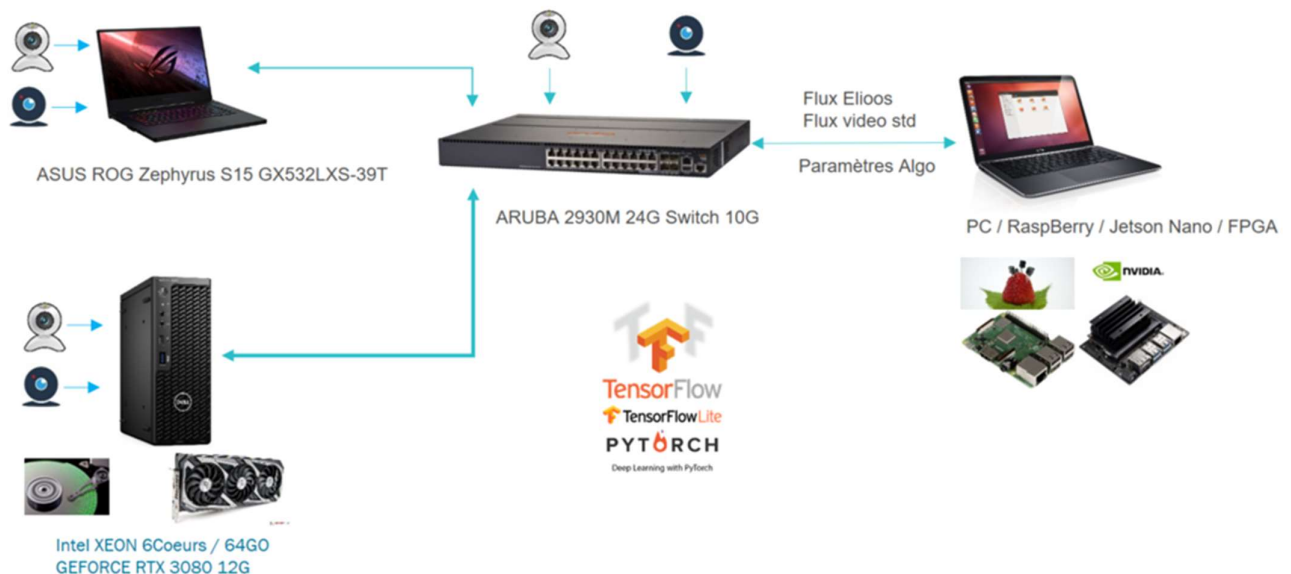 Flux Elioos
Flux video std
Paramètres Algo
ASUS ROG Zephyrus S15 GX532LXS-39T
ARUBA 2930M 24G Switch 10G
PC / RaspBerry / Jetson Nano / FPGA
NVIDIA.
DELL
TensorFlow
TensorFlowLite
PYTORCH
Deep Learning with PyTorch
Intel XEON 6Coeurs / 64GO
GEFORCE RTX 3080 12G